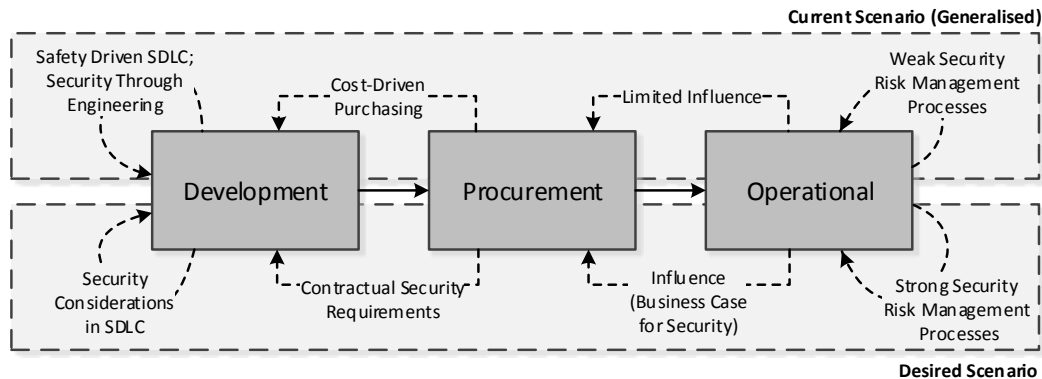 Current Scenario (Generalised)
Safety Driven SDLC;
Security Through
Engineering
Cost-Driven
Purchasing
Limited Influence
Weak Security
Risk Management
Processes
Development
Procurement
Operational
Security
Considerations
in SDLC
Contractual Security
Requirements
Influence
(Business Case
for Security)
Strong Security
Risk Management
Processes
Desired Scenario